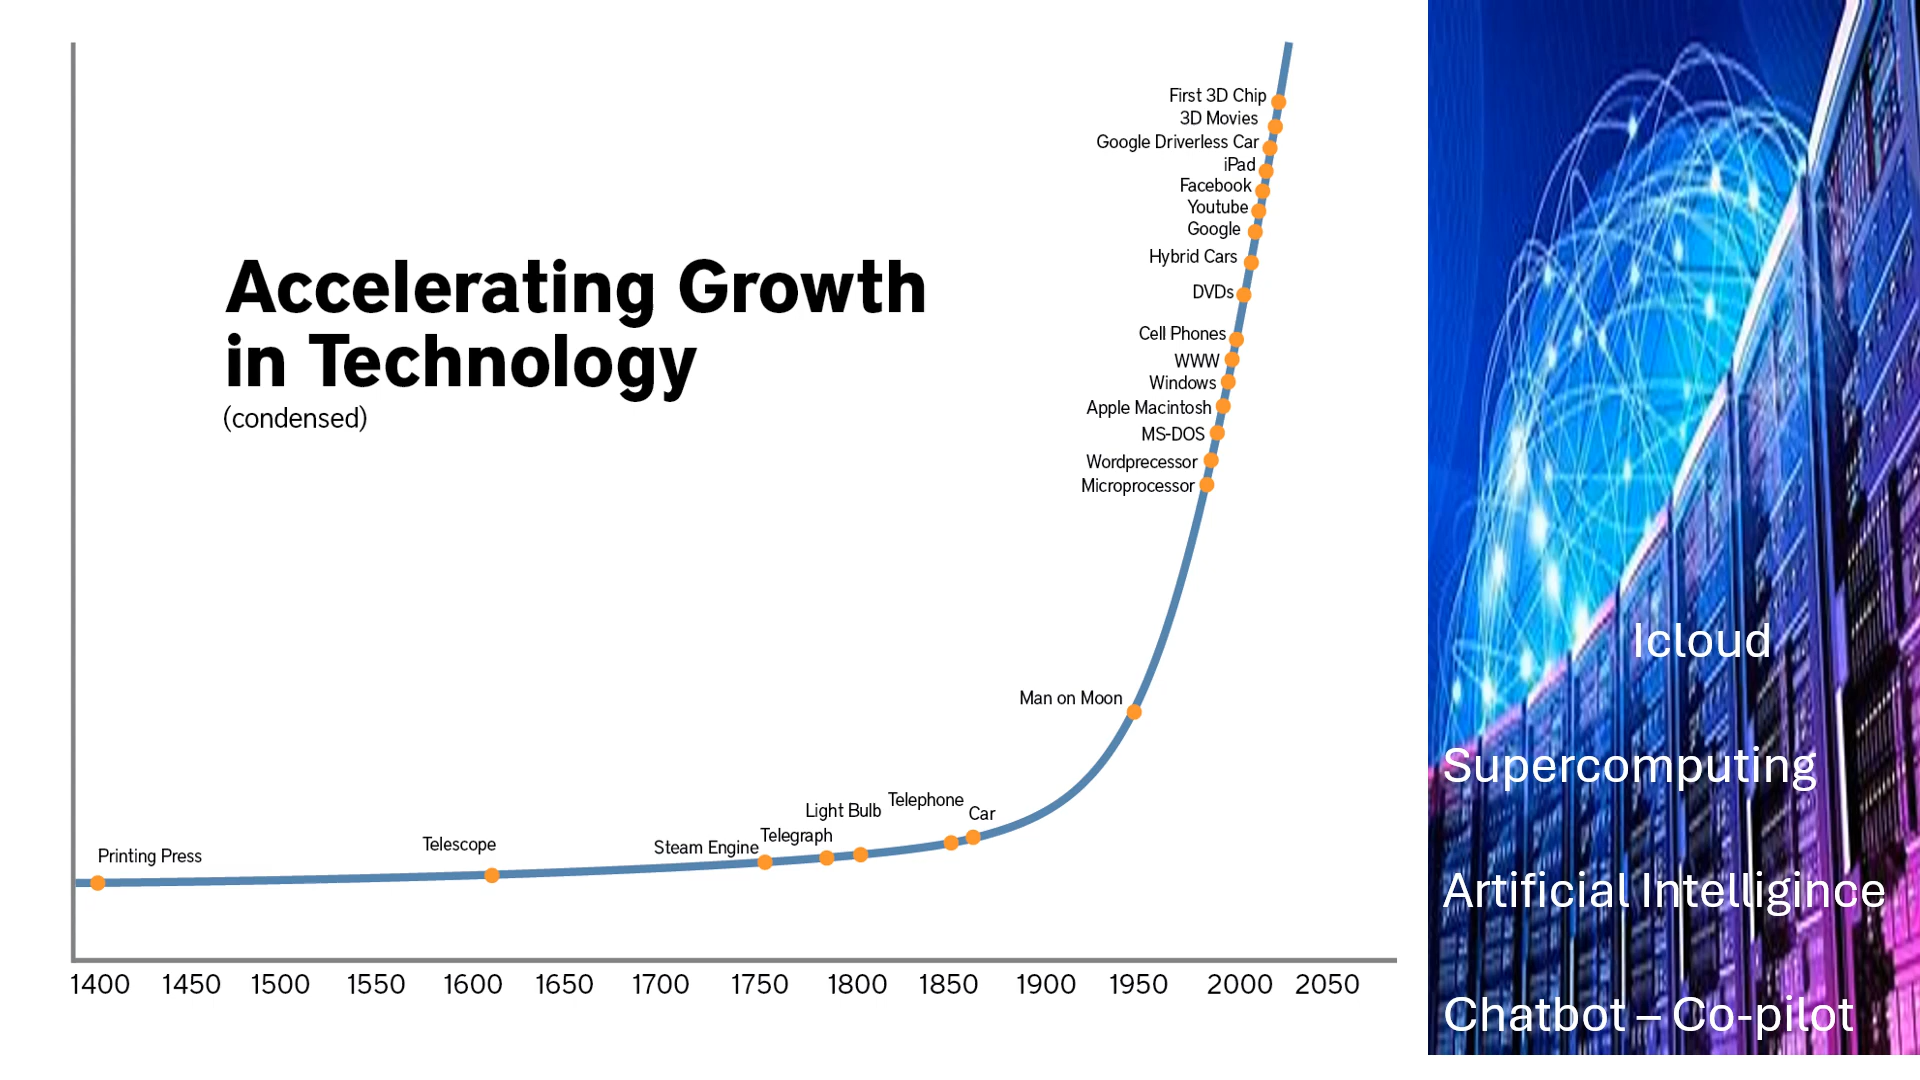 Accelerating Growth
in Technology
(condensed)
First 3D Chip
3D Movies
Google Driverless Car
iPad
Facebook
Youtube
Google
Hybrid Cars
DVDs
Cell Phones
WWW
Windows
Apple Macintosh
MS-DOS
Wordprecessor
Microprocessor
Man on Moon
Car
Telephone
Light Bulb
Telegraph
Steam Engine
Telescope
Printing Press
1400 1450 1500 1550 1600 1650 1700 1750 1800 1850 1900 1950 2000 2050
Icloud
Supercomputing
Artificial Intelligince
Chatbot – Co-pilot